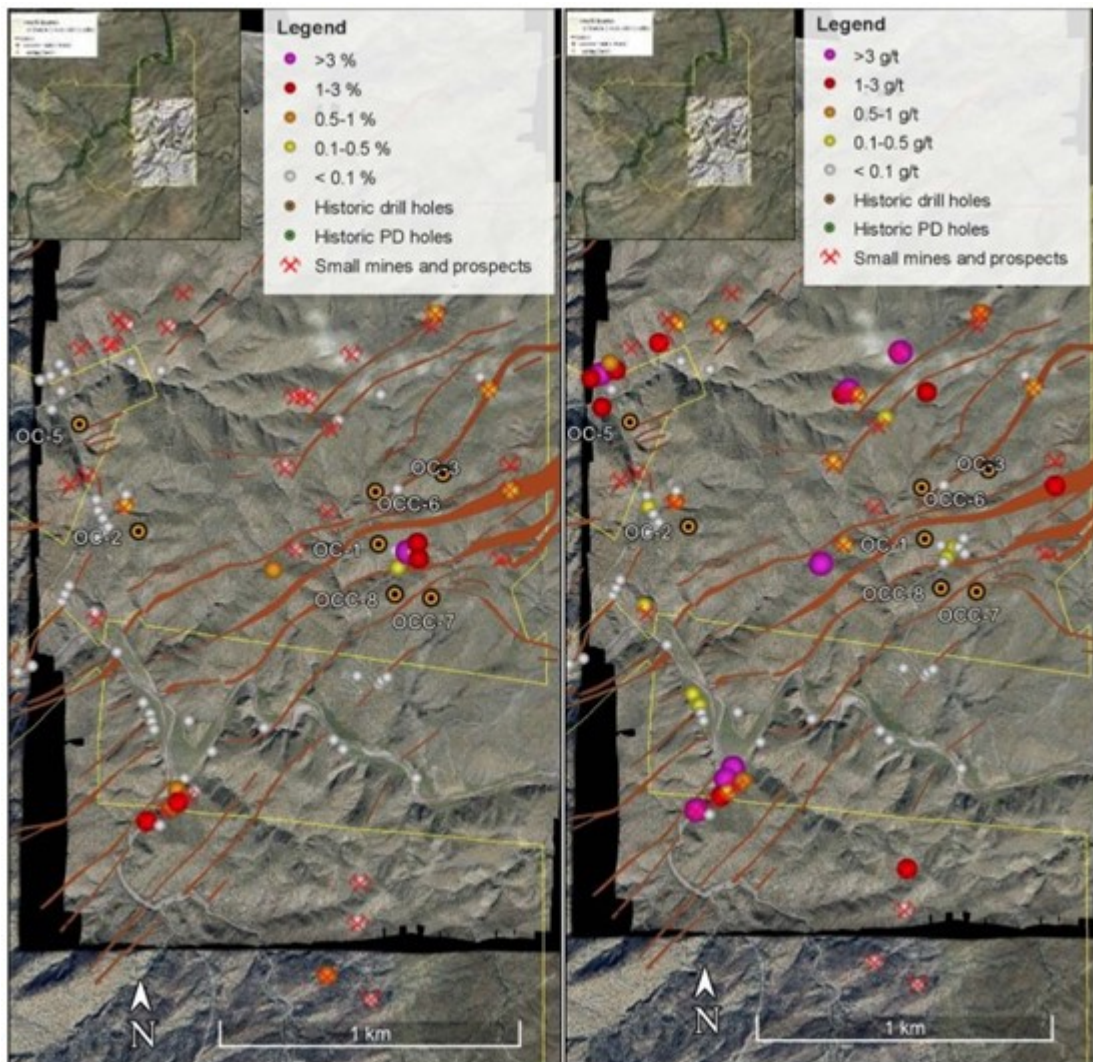 Legend
>3 %
1-3 %
0.5-1 %
0.1-0.5 %
< 0.1 %
Historic drill holes
Historic PD holes
Small mines and prospects
OC-5
OC-3
OCC-6
OC-2
OC-1
OCC-8
OCC-7
N
1 km
Legend
>3 g/t
1-3 g/t
0.5-1 g/t
0.1-0.5 g/t
< 0.1 g/t
Historic drill holes
Historic PD holes
Small mines and prospects
OC-5
OC-3
OCC-6
OC-2
OC-1
OCC-8
OCC-7
N
1 km